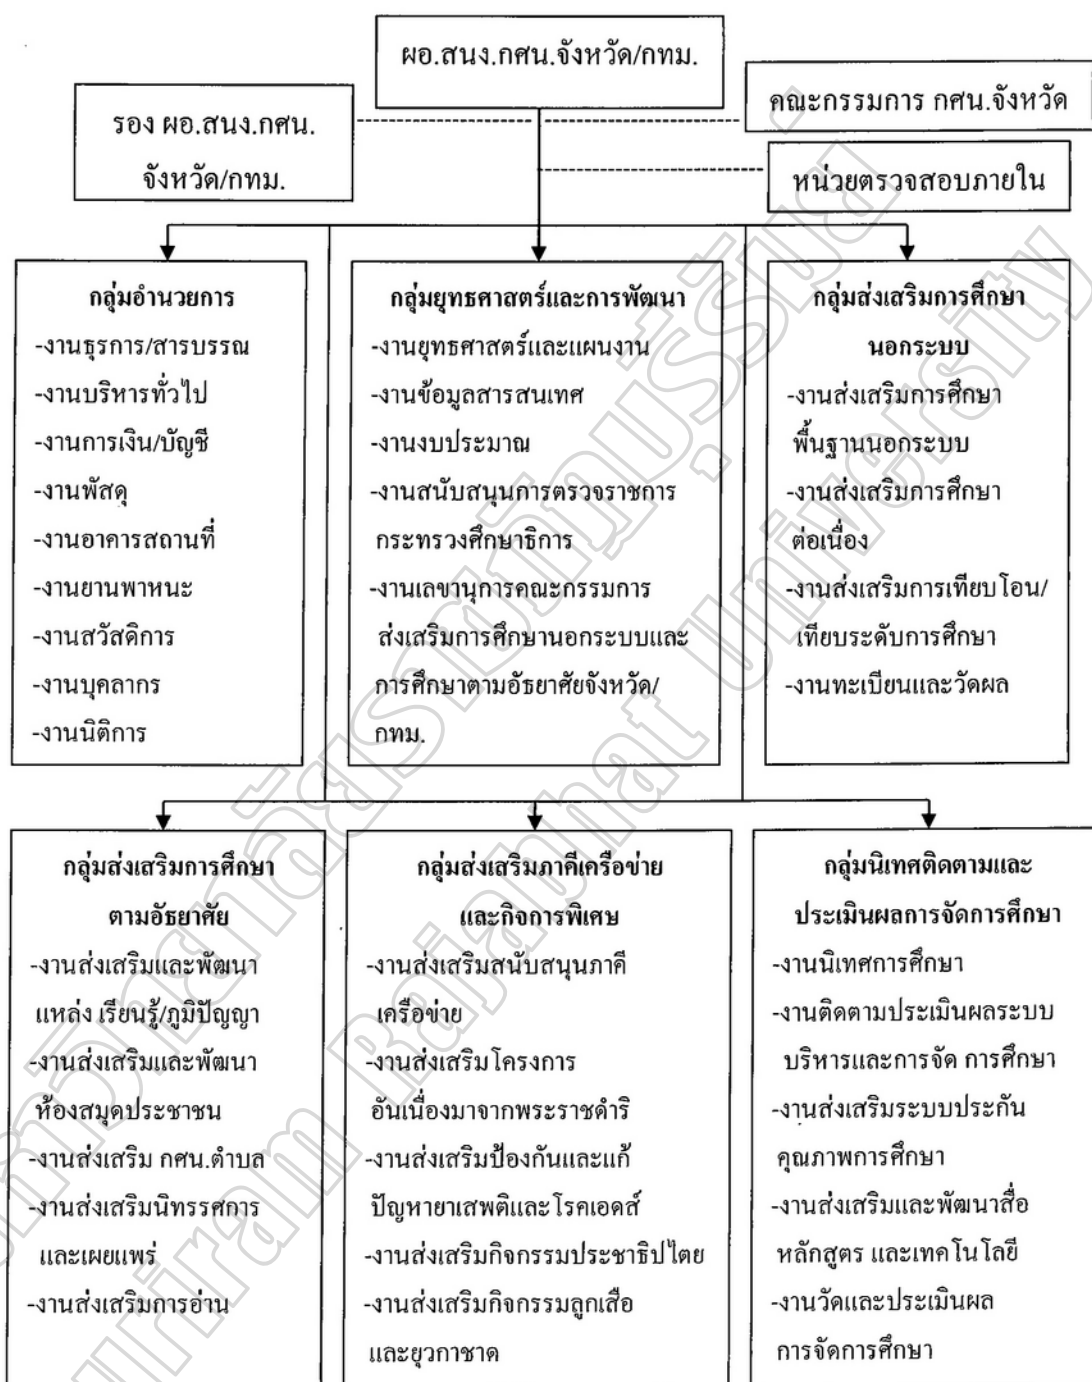 ผอ.สนง.กศน.จังหวัด/กทม.
คณะกรรมการ กศน.จังหวัด
รอง ผอ.สนง.กศน.
จังหวัด/กทม.
หน่วยตรวจสอบภายใน
กลุ่มอำนวยการ
-งานธุรการ/สารบรรณ
-งานบริหารทั่วไป
-งานการเงิน/บัญชี
-งานพัสดุ
-งานอาคารสถานที่
-งานยานพาหนะ
-งานสวัสดิการ
-งานบุคลากร
-งานนิติการ
กลุ่มยุทธศาสตร์และการพัฒนา
-งานยุทธศาสตร์และแผนงาน
-งานข้อมูลสารสนเทศ
-งานงบประมาณ
-งานสนับสนุนการตรวจราชการ
กระทรวงศึกษาธิการ
-งานเลขานุการคณะกรรมการ
ส่งเสริมการศึกษานอกระบบและ
การศึกษาตามอัธยาศัยจังหวัด/
กทม.
กลุ่มส่งเสริมการศึกษา
นอกระบบ
-งานส่งเสริมการศึกษา
พื้นฐานนอกระบบ
-งานส่งเสริมการศึกษา
ต่อเนื่อง
-งานส่งเสริมการเทียบโอน/
เทียบระดับการศึกษา
-งานทะเบียนและวัดผล
กลุ่มส่งเสริมการศึกษา
ตามอัธยาศัย
-งานส่งเสริมและพัฒนา
แหล่ง เรียนรู้/ภูมิปัญญา
-งานส่งเสริมและพัฒนา
ห้องสมุดประชาชน
-งานส่งเสริม กศน.ตำบล
-งานส่งเสริมนิทรรศการ
และเผยแพร่
-งานส่งเสริมการอ่าน
กลุ่มส่งเสริมภาคีเครือข่าย
และกิจการพิเศษ
-งานส่งเสริมสนับสนุนภาคี
เครือข่าย
-งานส่งเสริมโครงการ
อันเนื่องมาจากพระราชดำริ
-งานส่งเสริมป้องกันและแก้
ปัญหายาเสพติและโรคเอดส์
-งานส่งเสริมกิจกรรมประชาธิปไตย
-งานส่งเสริมกิจกรรมลูกเสือ
และยุวกาชาด
กลุ่มนิเทศติดตามและ
ประเมินผลการจัดการศึกษา
-งานนิเทศการศึกษา
-งานติดตามประเมินผลระบบ
บริหารและการจัด การศึกษา
-งานส่งเสริมระบบประกัน
คุณภาพการศึกษา
-งานส่งเสริมและพัฒนาสื่อ
หลักสูตร และเทคโนโลยี
-งานวัดและประเมินผล
การจัดการศึกษา
Rajabhat University